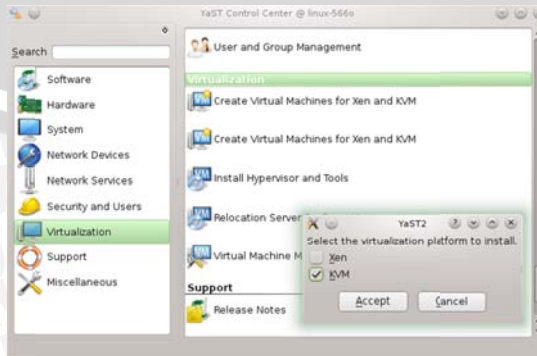 YaST Control Center @ linux-566o
Search
Software
Hardware
System
Network Devices
Network Services
Security and Users
Virtualization
Support
Miscellaneous
User and Group Management
Virtualization
Create Virtual Machines for Xen and KVM
Create Virtual Machines for Xen and KVM
Install Hypervisor and Tools
Relocation Server
Virtual Machine M
Support
Release Notes
YaST2
Select the virtualization platform to install.
Xen
KVM
Accept
Cancel